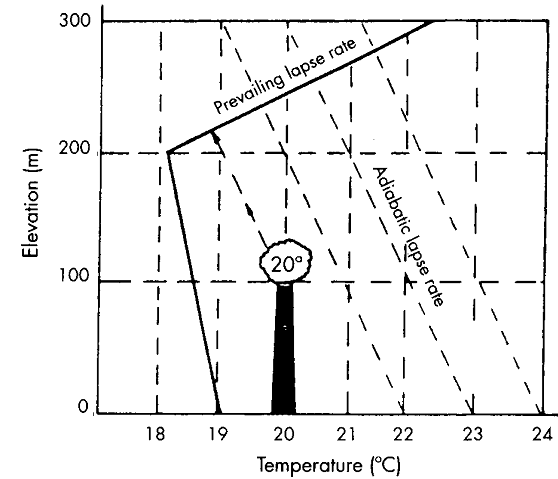 300
200
100
0
Elevation (m)
Prevailing lapse rate
Adiabatic lapse rate
20°
18 19 20 21 22 23 24
Temperature (°C)